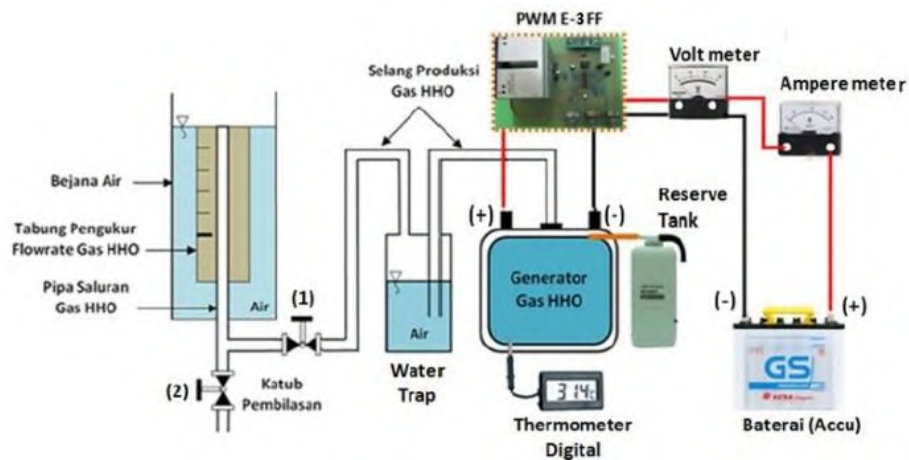 PWM E-3FF
Volt meter
Ampere meter
Selang Produksi
Gas HHO
Bejana Air
Tabung Pengukur
Flowrate Gas HHO
Pipa Saluran
Gas HHO
Air
(1)
(2)
Katub
Pembilasan
Air
Water
Trap
(+)
(-)
Reserve
Tank
Generator
Gas HHO
Thermometer
Digital
(-)
(+)
GS
Baterai (Accu)